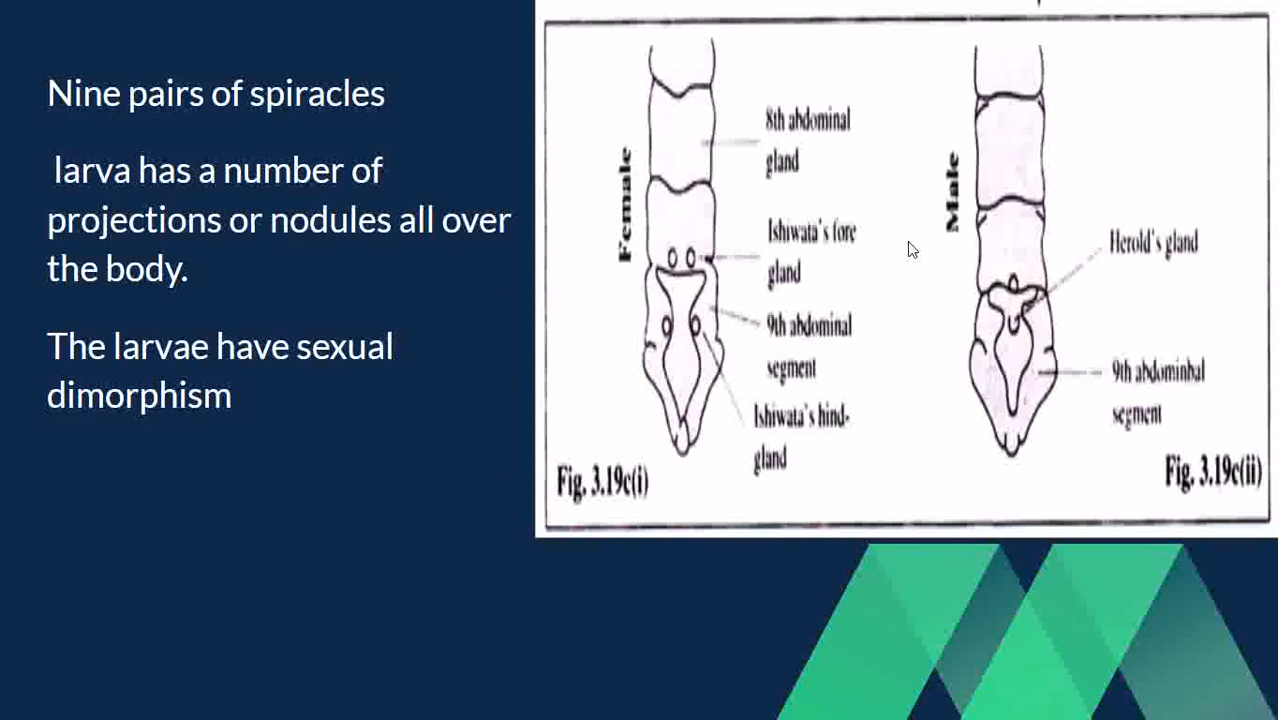 Nine pairs of spiracles
larva has a number of
projections or nodules all over
the body.
The larvae have sexual
dimorphism
Female
8th abdominal
gland
Ishiwata's fore
gland
9th abdominal
segment
Ishiwata's hind-
gland
Fig. 3.19c(i)
Male
Herold's gland
9th abdominbal
segment
Fig. 3.19c(ii)